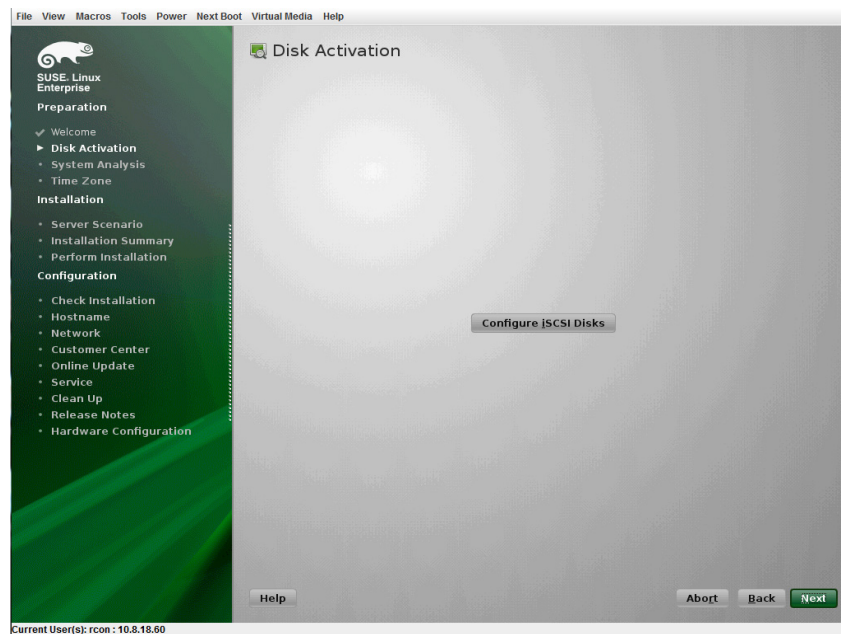 File View Macros Tools Power Next Boot Virtual Media Help
SUSE. Linux
Enterprise
Preparation
Welcome
Disk Activation
System Analysis
Time Zone
Installation
Server Scenario
Installation Summary
Perform Installation
Configuration
Check Installation
Hostname
Network
Customer Center
Online Update
Service
Clean Up
Release Notes
Hardware Configuration
Disk Activation
Configure iSCSI Disks
Help
Abort Back Next
Current User(s): rcon : 10.8.18.60